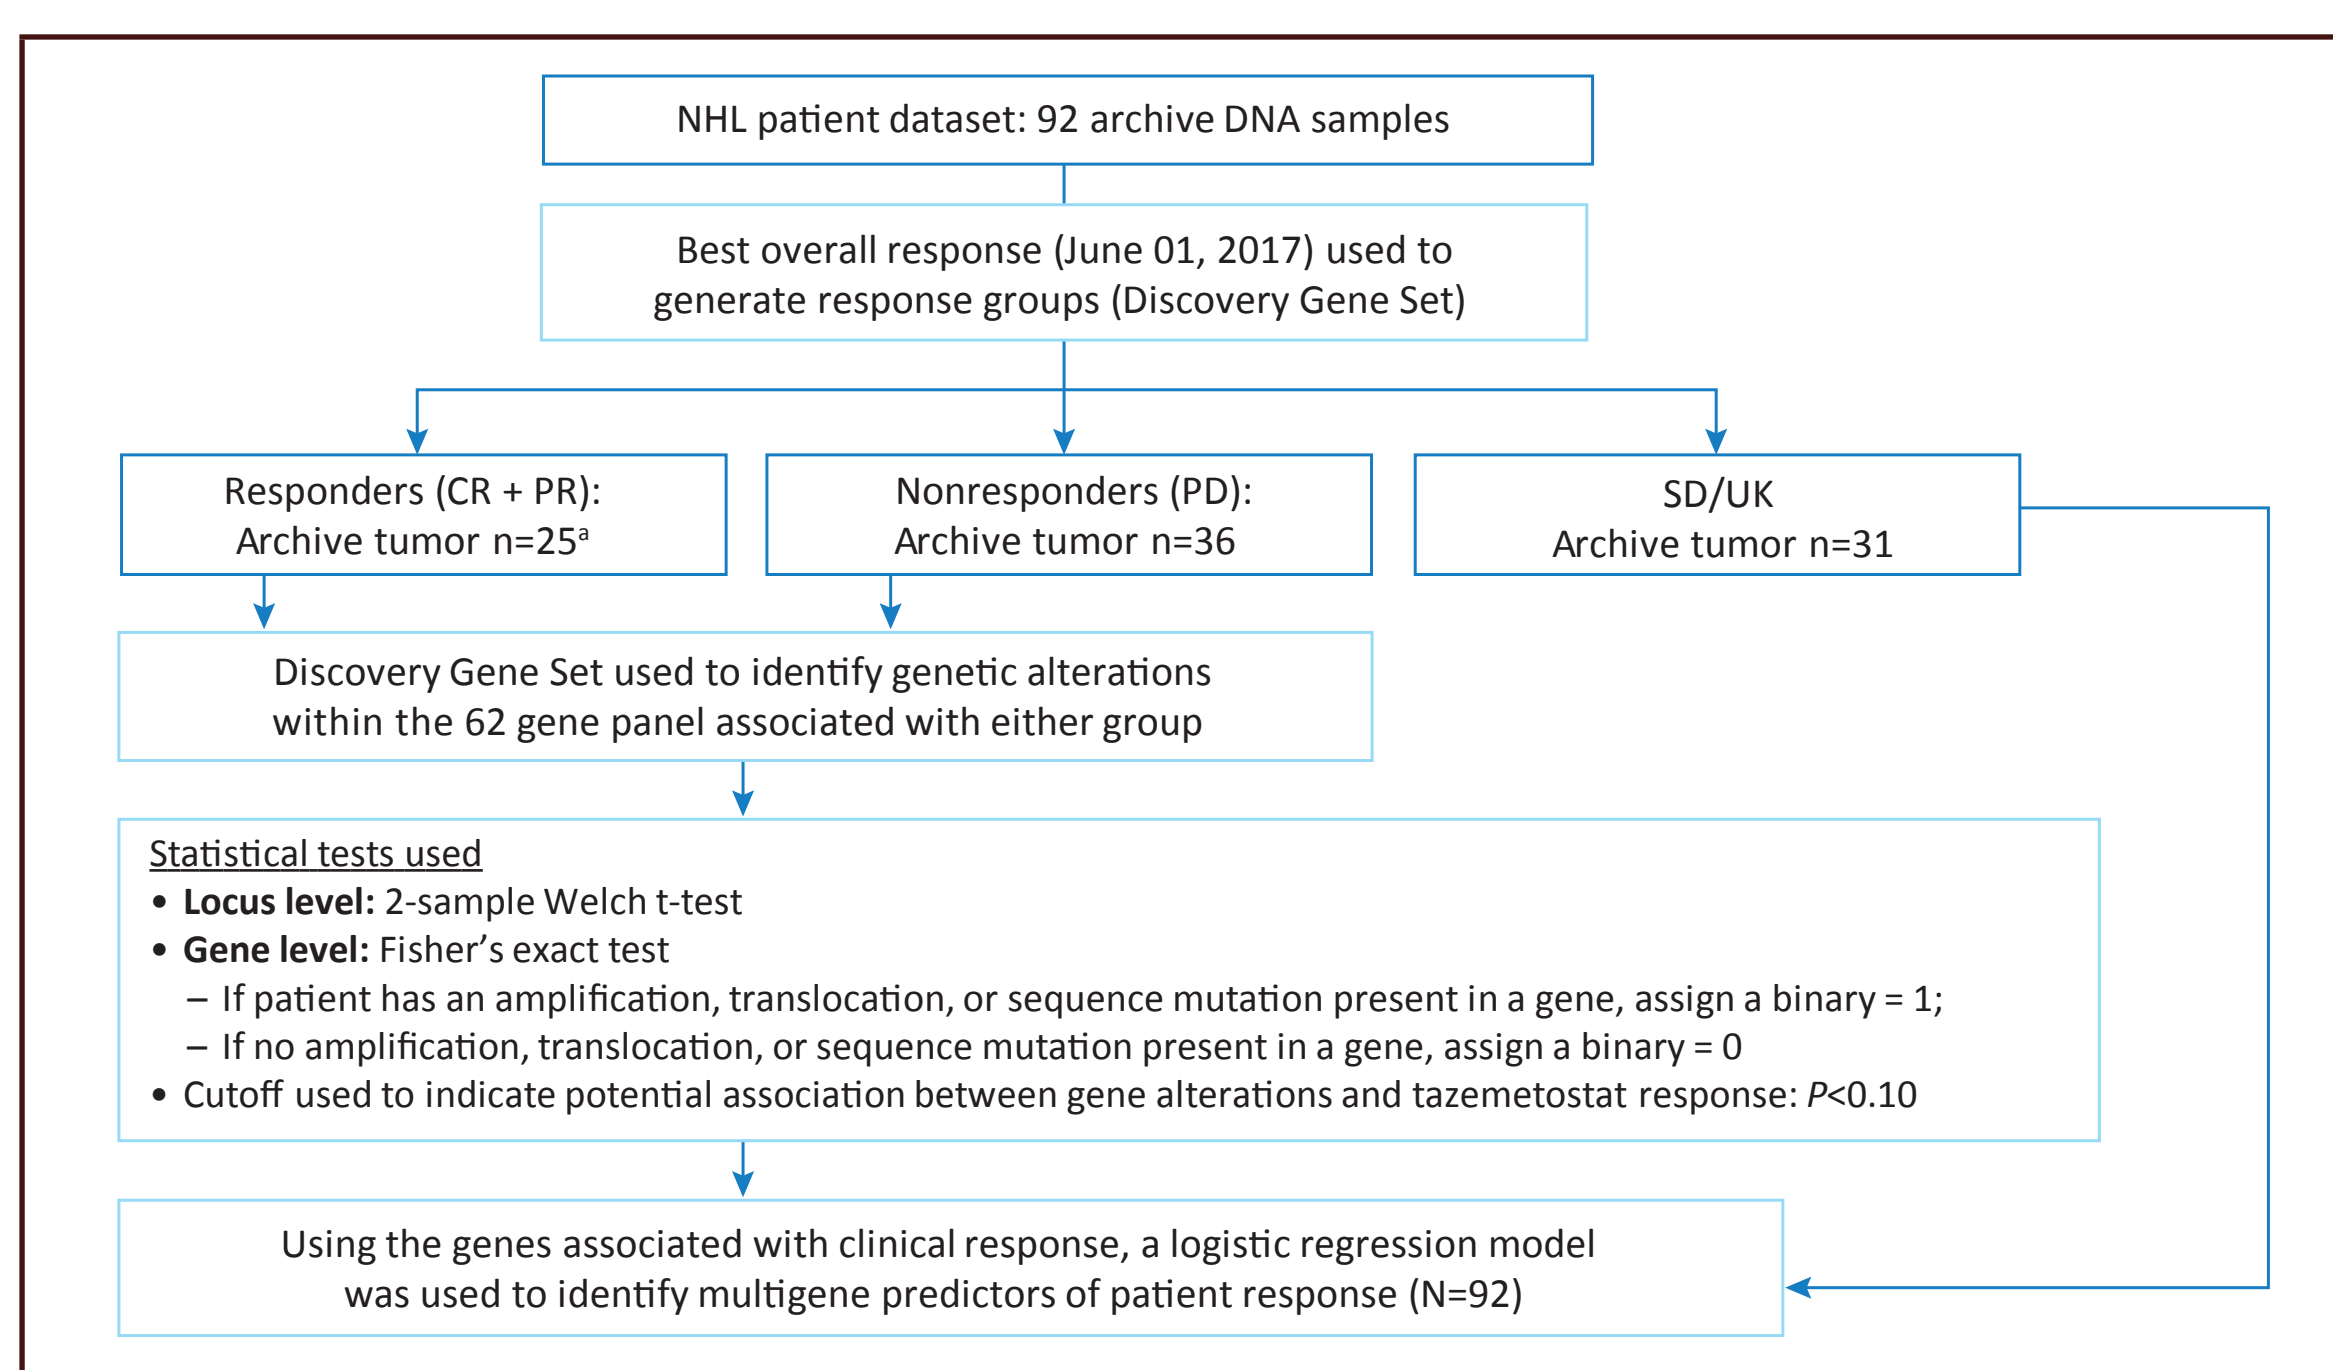 NHL patient dataset: 92 archive DNA samples
Best overall response (June 01, 2017) used to
generate response groups (Discovery Gene Set)
Responders (CR + PR):
Archive tumor n=25ᵃ
Nonresponders (PD):
Archive tumor n=36
SD/UK
Archive tumor n=31
Discovery Gene Set used to identify genetic alterations
within the 62 gene panel associated with either group
Statistical tests used
• Locus level: 2-sample Welch t-test
• Gene level: Fisher’s exact test
– If patient has an amplification, translocation, or sequence mutation present in a gene, assign a binary = 1;
– If no amplification, translocation, or sequence mutation present in a gene, assign a binary = 0
• Cutoff used to indicate potential association between gene alterations and tazemetostat response: P<0.10
Using the genes associated with clinical response, a logistic regression model
was used to identify multigene predictors of patient response (N=92)